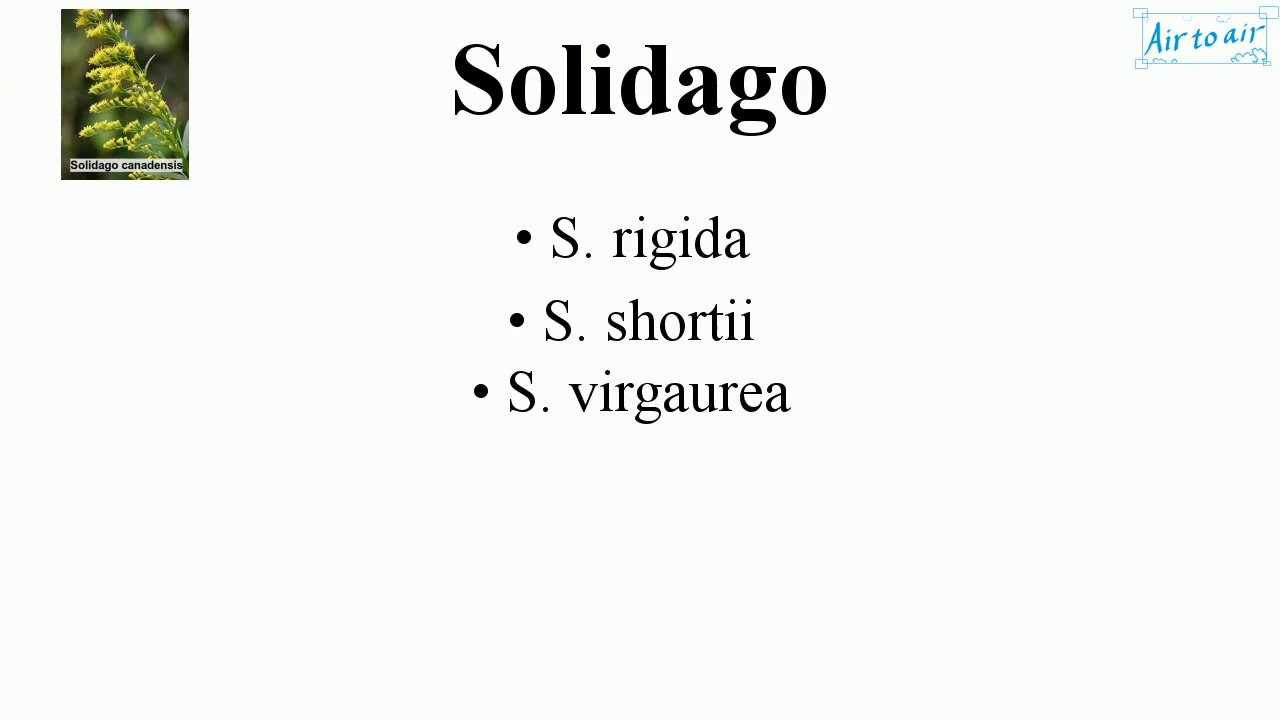 Solidago
Air to air
Solidago canadensis
• S. rigida
• S. shortii
• S. virgaurea